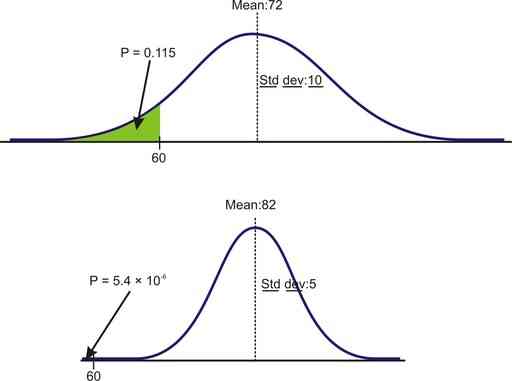 Mean:72
P = 0.115
Std dev:10
60
Mean:82
P = 5.4 × 10⁻⁶
Std dev:5
60